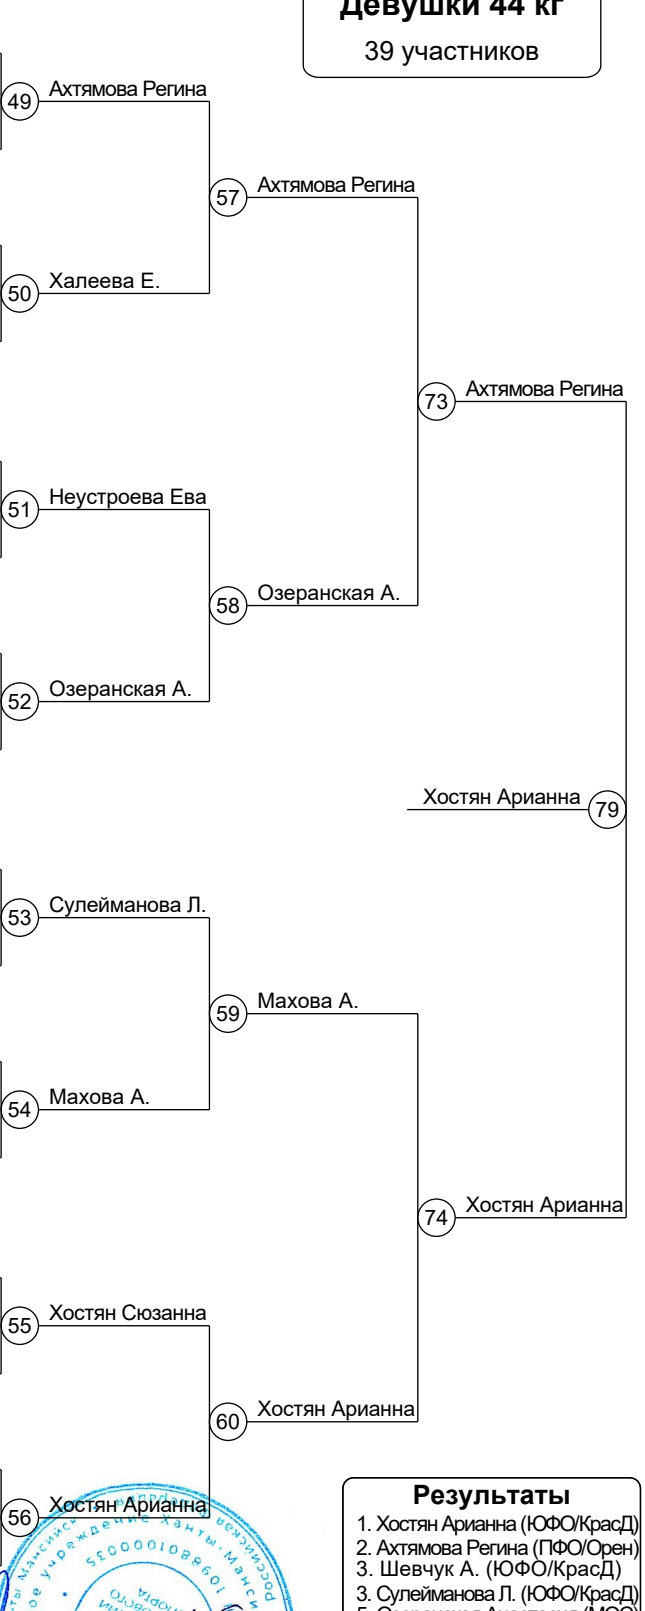 Девушки 44 кг
39 участников
49 Ахтямова Регина
57 Ахтямова Регина
50 Халеева Е.
73 Ахтямова Регина
51 Неустроева Ева
58 Озеранская А.
52 Озеранская А.
Хостян Арианна 79
53 Сулейманова Л.
59 Махова А.
54 Махова А.
74 Хостян Арианна
55 Хостян Сюзанна
60 Хостян Арианна
56 Хостян Арианна
Результаты
1. Хостян Арианна (ЮФО/КрасД)
2. Ахтямова Регина (ПФО/Орен)
3. Шевчук А. (ЮФО/КрасД)
3. Сулейманова Л. (ЮФО/КрасД)